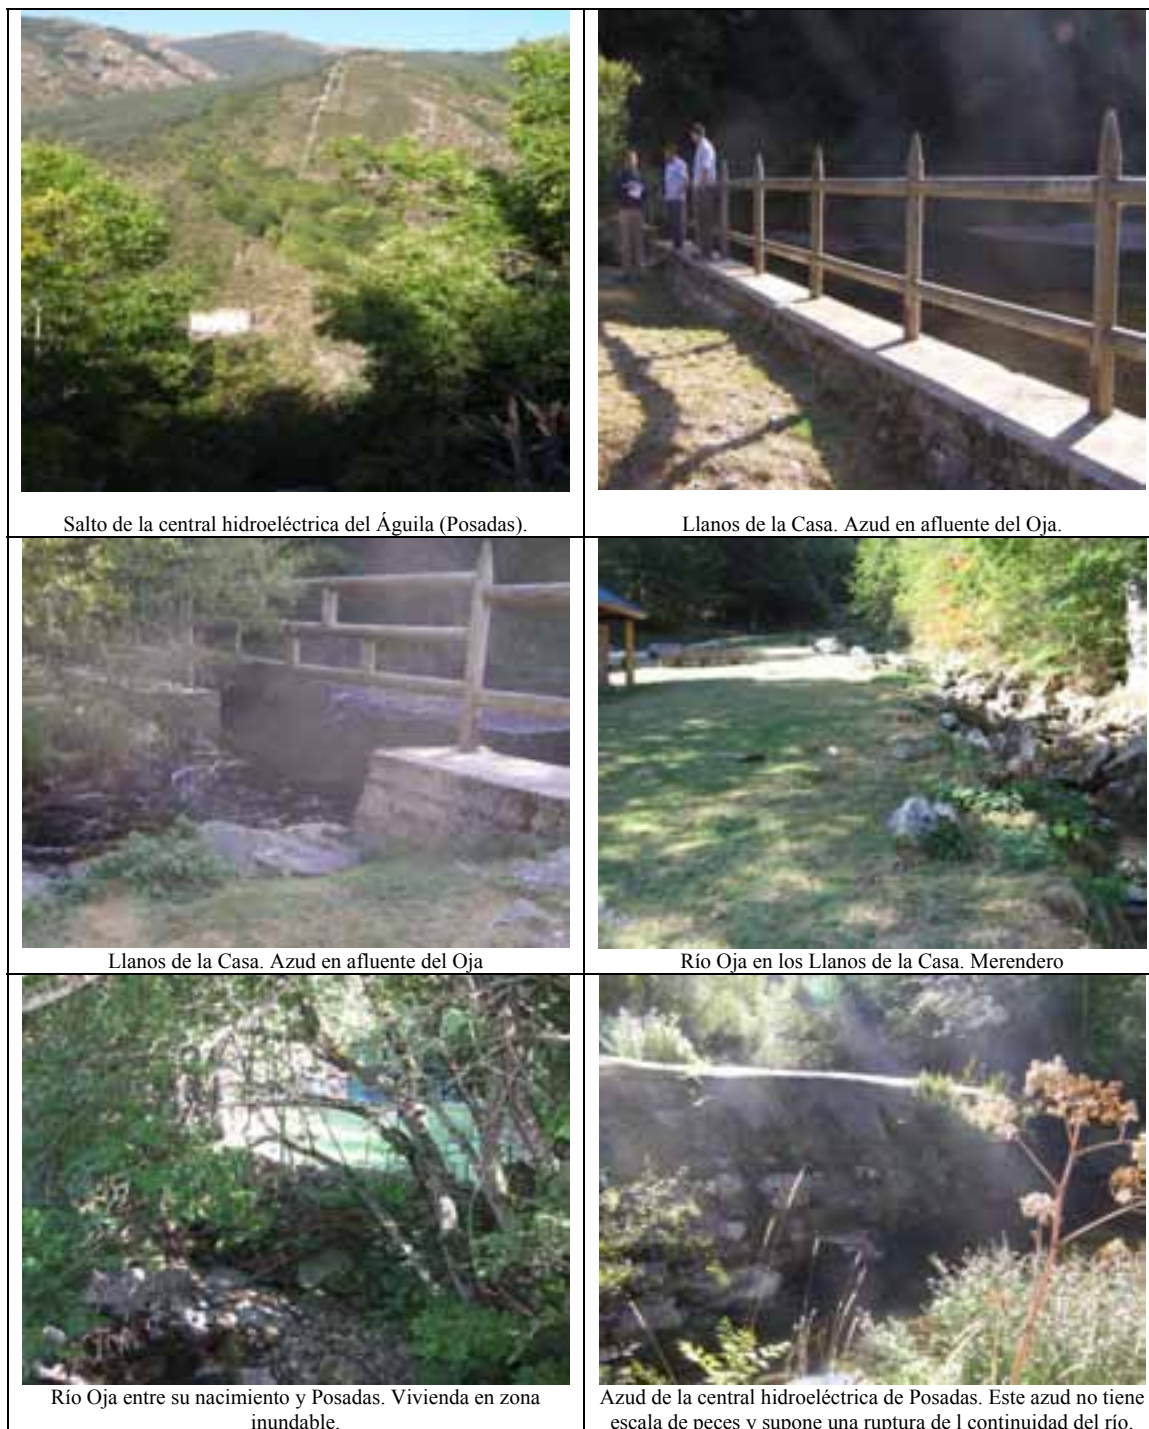 Salto de la central hidroeléctrica del Águila (Posadas).
Llanos de la Casa. Azud en afluente del Oja.
Llanos de la Casa. Azud en afluente del Oja
Río Oja en los Llanos de la Casa. Merendero
Río Oja entre su nacimiento y Posadas. Vivienda en zona
inundable.
Azud de la central hidroeléctrica de Posadas. Este azud no tiene
escala de peces y supone una ruptura de l continuidad del río.